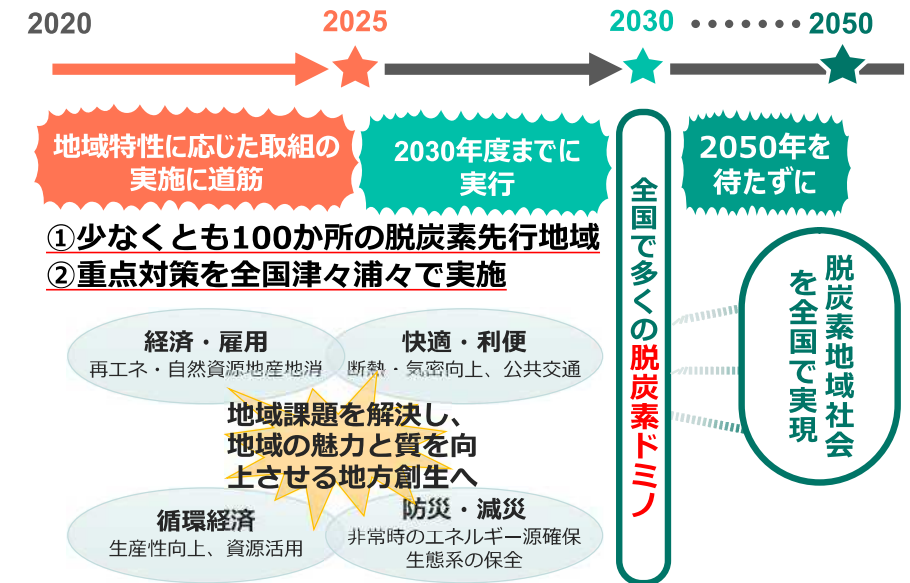 2020
2025
2030
2050
地域特性に応じた取組の
実施に道筋
2030年度までに
実行
2050年を
待たずに
①少なくとも100か所の脱炭素先行地域
②重点対策を全国津々浦々で実施
経済・雇用
再エネ・自然資源地産地消
快適・利便
断熱・気密向上、公共交通
地域課題を解決し、
地域の魅力と質を向
上させる地方創生へ
循環経済
生産性向上、資源活用
防災・減災
非常時のエネルギー源確保
生態系の保全
全国で多くの脱炭素ドミノ
脱炭素地域社会
を全国で実現